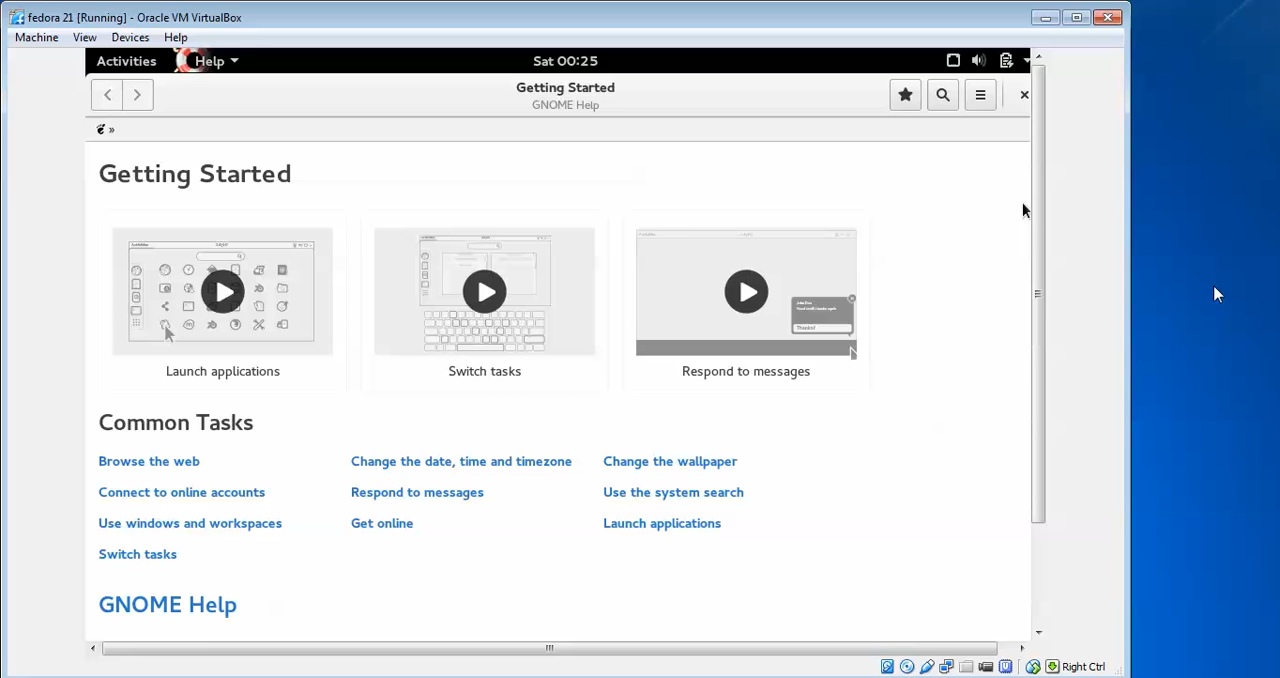 fedora 21 [Running] - Oracle VM VirtualBox
Machine View Devices Help
Activities Help Sat 00:25
Getting Started
GNOME Help
»
Getting Started
Launch applications Switch tasks Respond to messages
Common Tasks
Browse the web Change the date, time and timezone Change the wallpaper
Connect to online accounts Respond to messages Use the system search
Use windows and workspaces Get online Launch applications
Switch tasks
GNOME Help
Right Ctrl